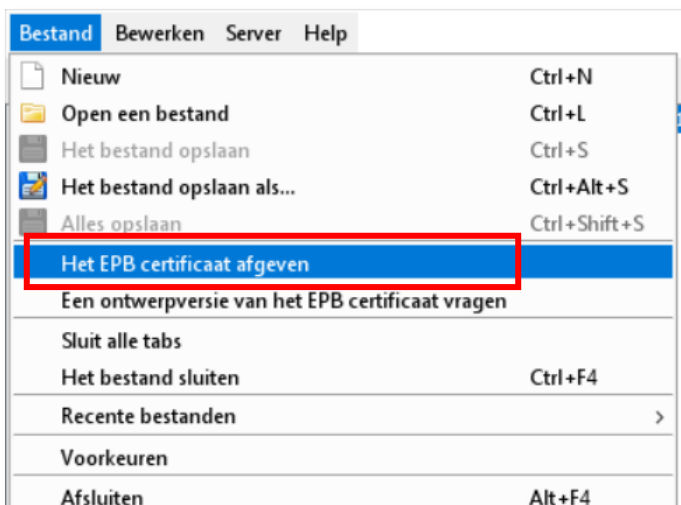 Bestand Bewerken Server Help
Nieuw Ctrl+N
Open een bestand Ctrl+L
Het bestand opslaan Ctrl+S
Het bestand opslaan als... Ctrl+Alt+S
Alles opslaan Ctrl+Shift+S
Het EPB certificaat afgeven
Een ontwerpversie van het EPB certificaat vragen
Sluit alle tabs
Het bestand sluiten Ctrl+F4
Recente bestanden >
Voorkeuren
Afsluiten Alt+F4